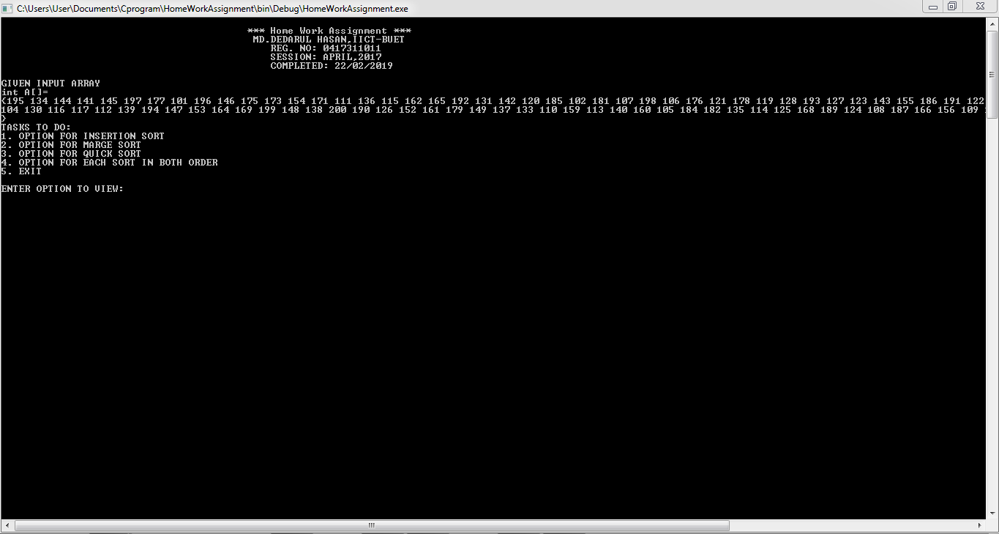 C:\Users\User\Documents\Cprogram\HomeWorkAssignment\bin\Debug\HomeWorkAssignment.exe
*** Home Work Assignment ***
MD.DEDARUL HASAN,IICT-BUET
REG. NO: 0417311011
SESSION: APRIL,2017
COMPLETED: 22/02/2019
GIVEN INPUT ARRAY
int A[]=
{195 134 144 141 145 197 177 101 196 146 175 173 154 171 111 136 115 162 165 192 131 142 120 185 102 181 107 198 106 176 121 178 119 128 193 127 123 143 155 186 191 122
104 130 116 117 112 139 194 147 153 164 169 199 148 138 200 190 126 152 161 179 149 137 133 110 159 113 140 160 105 184 182 135 114 125 168 189 124 108 187 166 156 109
}
TASKS TO DO:
1. OPTION FOR INSERTION SORT
2. OPTION FOR MARGE SORT
3. OPTION FOR QUICK SORT
4. OPTION FOR EACH SORT IN BOTH ORDER
5. EXIT
ENTER OPTION TO VIEW: